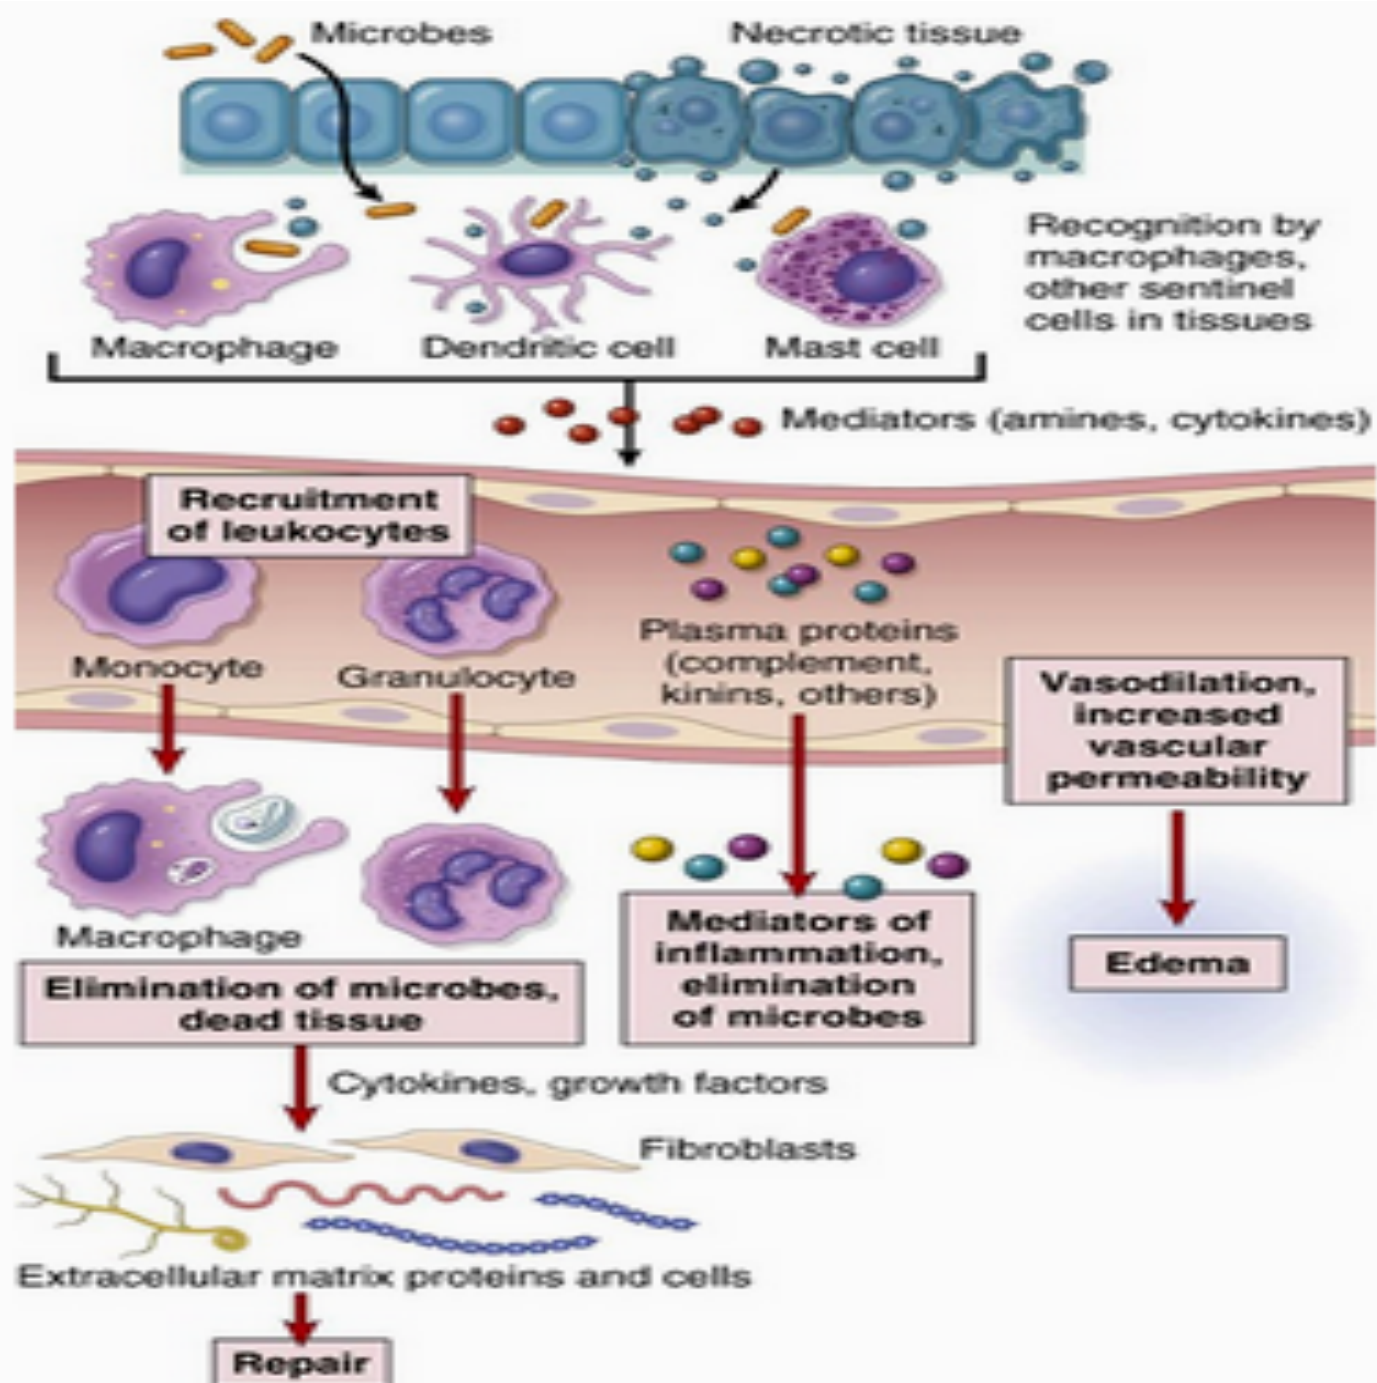 Microbes
Necrotic tissue
Recognition by
macrophages,
other sentinel
cells in tissues
Macrophage
Dendritic cell
Mast cell
Mediators (amines, cytokines)
Recruitment
of leukocytes
Monocyte
Granulocyte
Plasma proteins
(complement,
kinins, others)
Vasodilation,
increased
vascular
permeability
Macrophage
Elimination of microbes,
dead tissue
Mediators of
inflammation,
elimination
of microbes
Edema
Cytokines, growth factors
Fibroblasts
Extracellular matrix proteins and cells
Repair